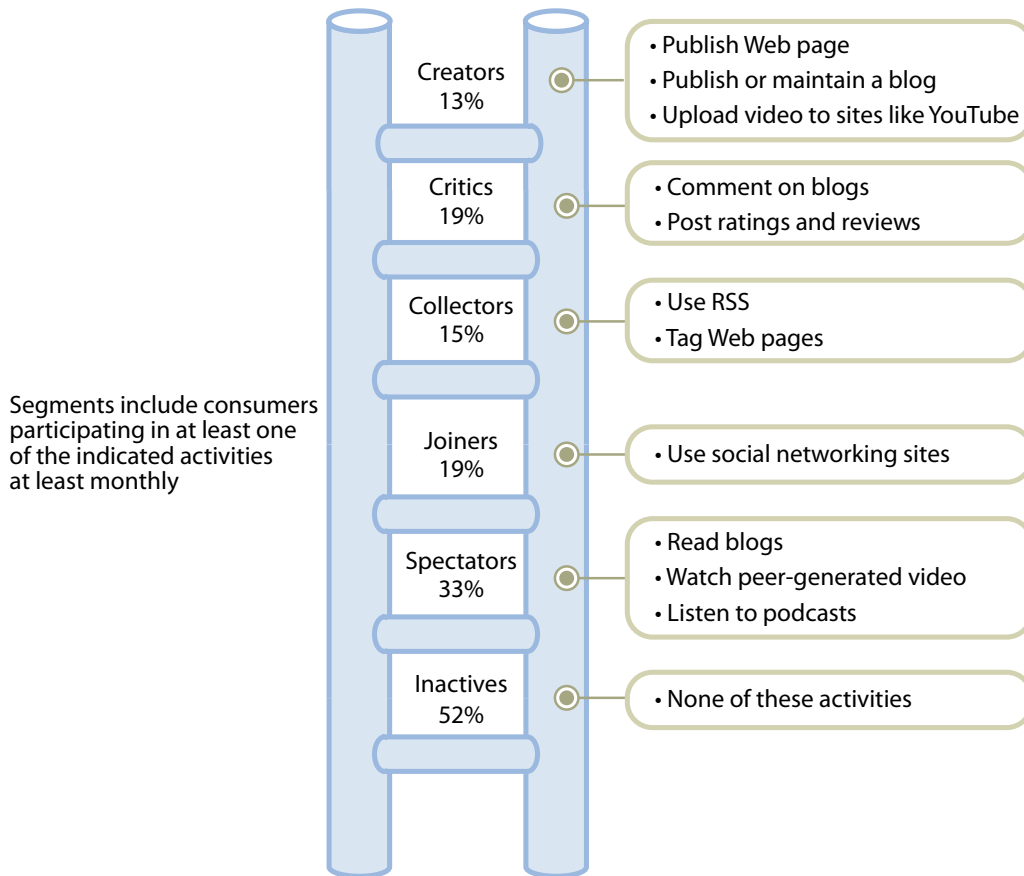 Creators
13%
• Publish Web page
• Publish or maintain a blog
• Upload video to sites like YouTube
Critics
19%
• Comment on blogs
• Post ratings and reviews
Collectors
15%
• Use RSS
• Tag Web pages
Segments include consumers
participating in at least one
of the indicated activities
at least monthly
Joiners
19%
• Use social networking sites
Spectators
33%
• Read blogs
• Watch peer-generated video
• Listen to podcasts
Inactives
52%
• None of these activities